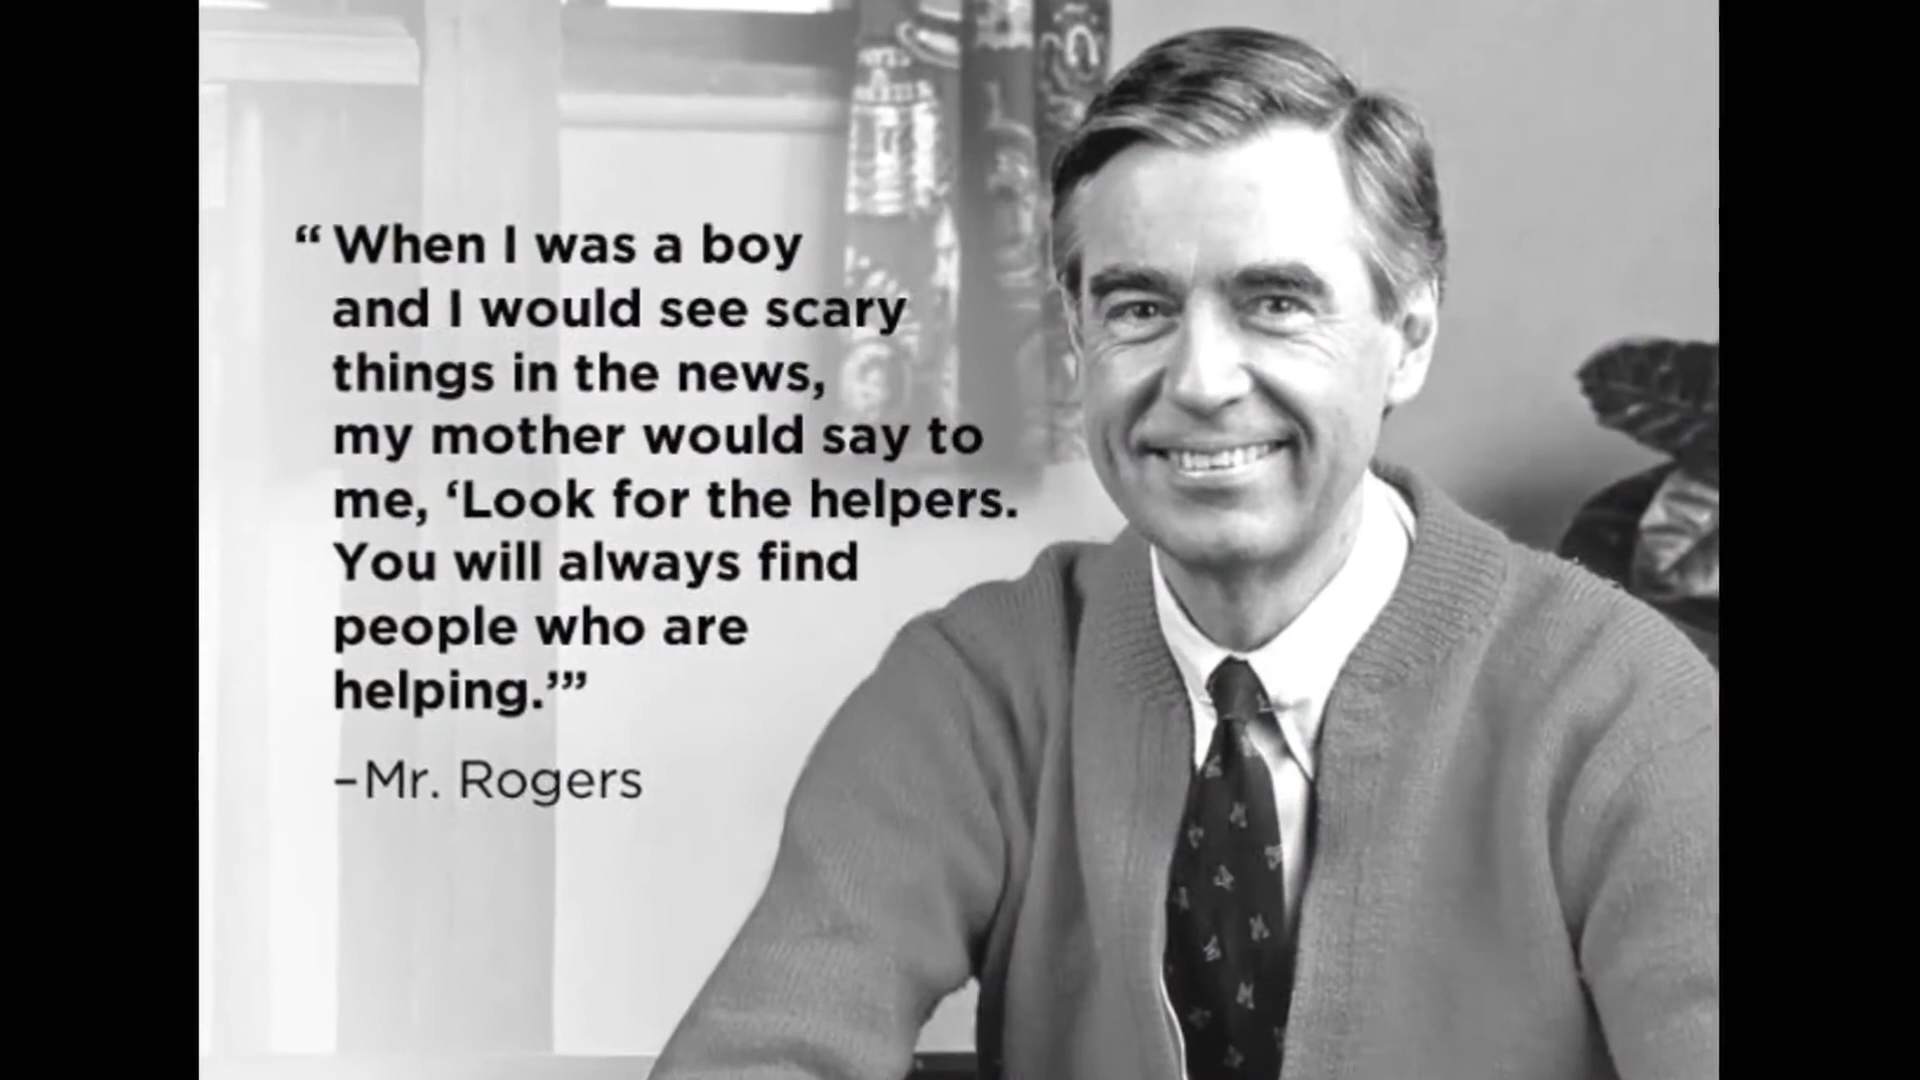 “When I was a boy
and I would see scary
things in the news,
my mother would say to
me, ‘Look for the helpers.
You will always find
people who are
helping.’”
–Mr. Rogers